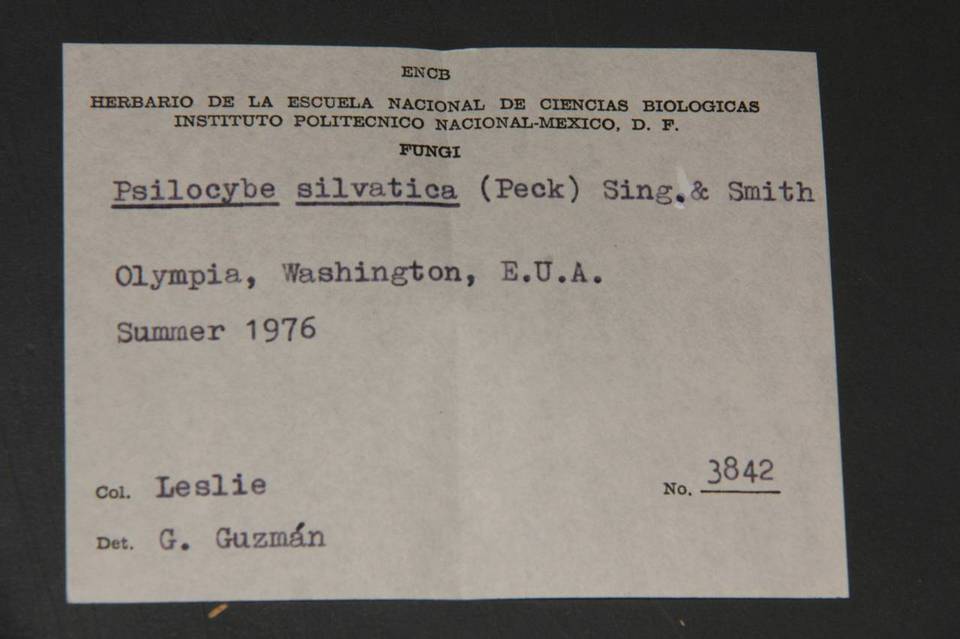 ENCB
HERBARIO DE LA ESCUELA NACIONAL DE CIENCIAS BIOLOGICAS
INSTITUTO POLITECNICO NACIONAL-MEXICO, D. F.
FUNGI
Psilocybe silvatica (Peck) Sing.& Smith
Olympia, Washington, E.U.A.
Summer 1976
Col. Leslie
No. 3842
Det. G. Guzmán